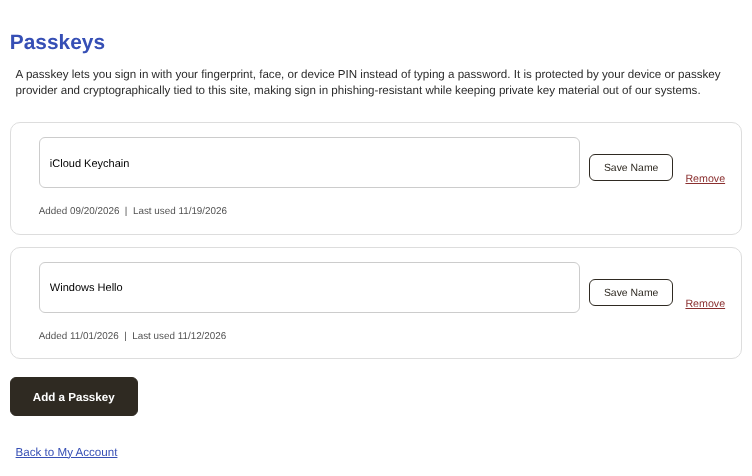 Passkeys
A passkey lets you sign in with your fingerprint, face, or device PIN instead of typing a password. It is protected by your device or passkey
provider and cryptographically tied to this site, making sign in phishing-resistant while keeping private key material out of our systems.
iCloud Keychain
Save Name
Remove
Added 09/20/2026 | Last used 11/19/2026
Windows Hello
Save Name
Remove
Added 11/01/2026 | Last used 11/12/2026
Add a Passkey
Back to My Account